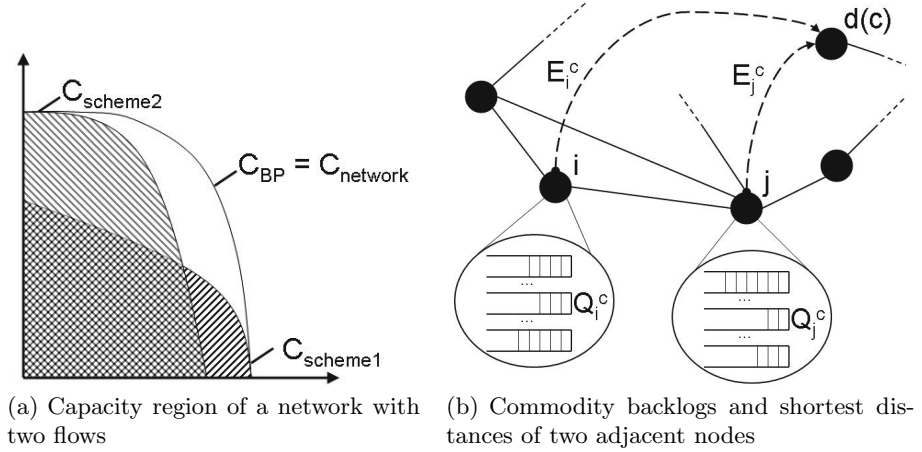 C_scheme2
C_BP = C_network
C_scheme1
d(c)
E_i^c
E_j^c
i
j
...
Q_i^c
...
...
Q_j^c
...
(a) Capacity region of a network with
two flows
(b) Commodity backlogs and shortest dis-
tances of two adjacent nodes